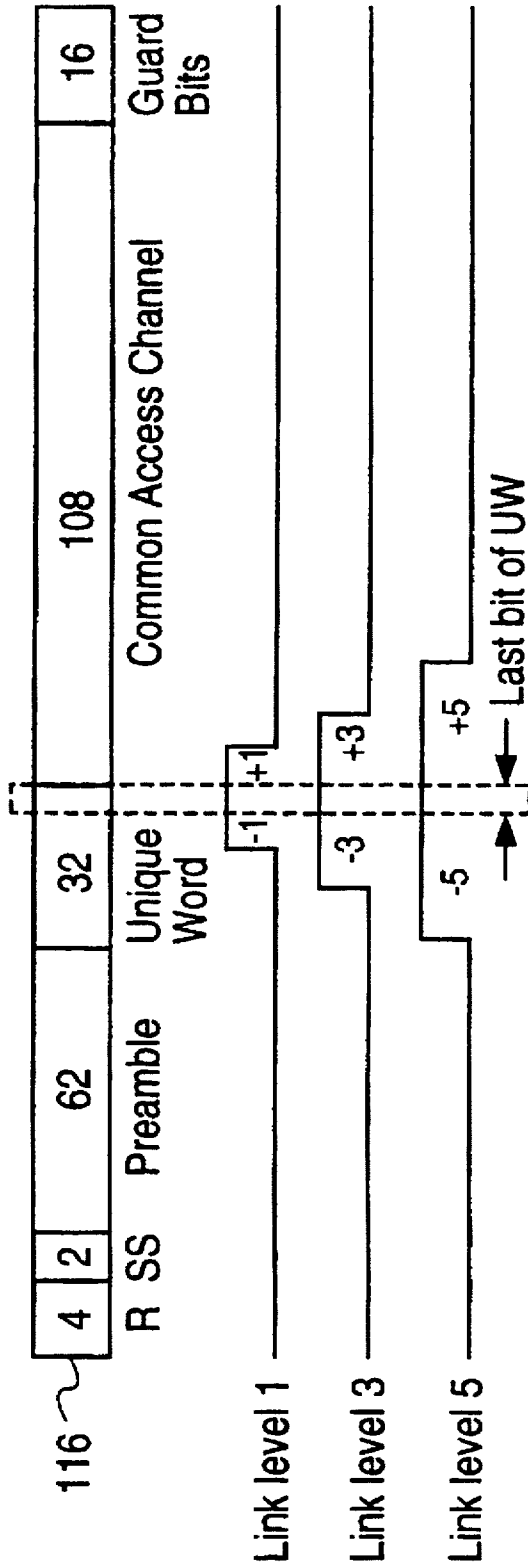 116
4 2 62 32 108 16
R SS Preamble Unique Word Common Access Channel Guard Bits
Link level 1
-1 +1
Link level 3
-3 +3
Link level 5
-5 +5
Last bit of UW